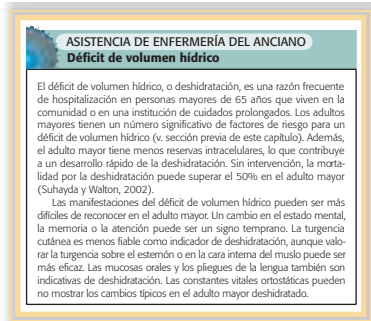 ASISTENCIA DE ENFERMERÍA DEL ANCIANO
Déficit de volumen hídrico
El déficit de volumen hídrico, o deshidratación, es una razón frecuente
de hospitalización en personas mayores de 65 años que viven en la
comunidad o en una institución de cuidados prolongados. Los adultos
mayores tienen un número significativo de factores de riesgo para un
déficit de volumen hídrico (v. sección previa de este capítulo). Además,
el adulto mayor tiene menos reservas intracelulares, lo que contribuye
a un desarrollo rápido de la deshidratación. Sin intervención, la morta-
lidad por la deshidratación puede superar el 50% en el adulto mayor
(Suhayda y Walton, 2002).
Las manifestaciones del déficit de volumen hídrico pueden ser más
difíciles de reconocer en el adulto mayor. Un cambio en el estado mental,
la memoria o la atención puede ser un signo temprano. La turgencia
cutánea es menos fiable como indicador de deshidratación, aunque valo-
rar la turgencia sobre el esternón o en la cara interna del muslo puede ser
más eficaz. Las mucosas orales y los pliegues de la lengua también son
indicativas de deshidratación. Las constantes vitales ortostáticas pueden
no mostrar los cambios típicos en el adulto mayor deshidratado.